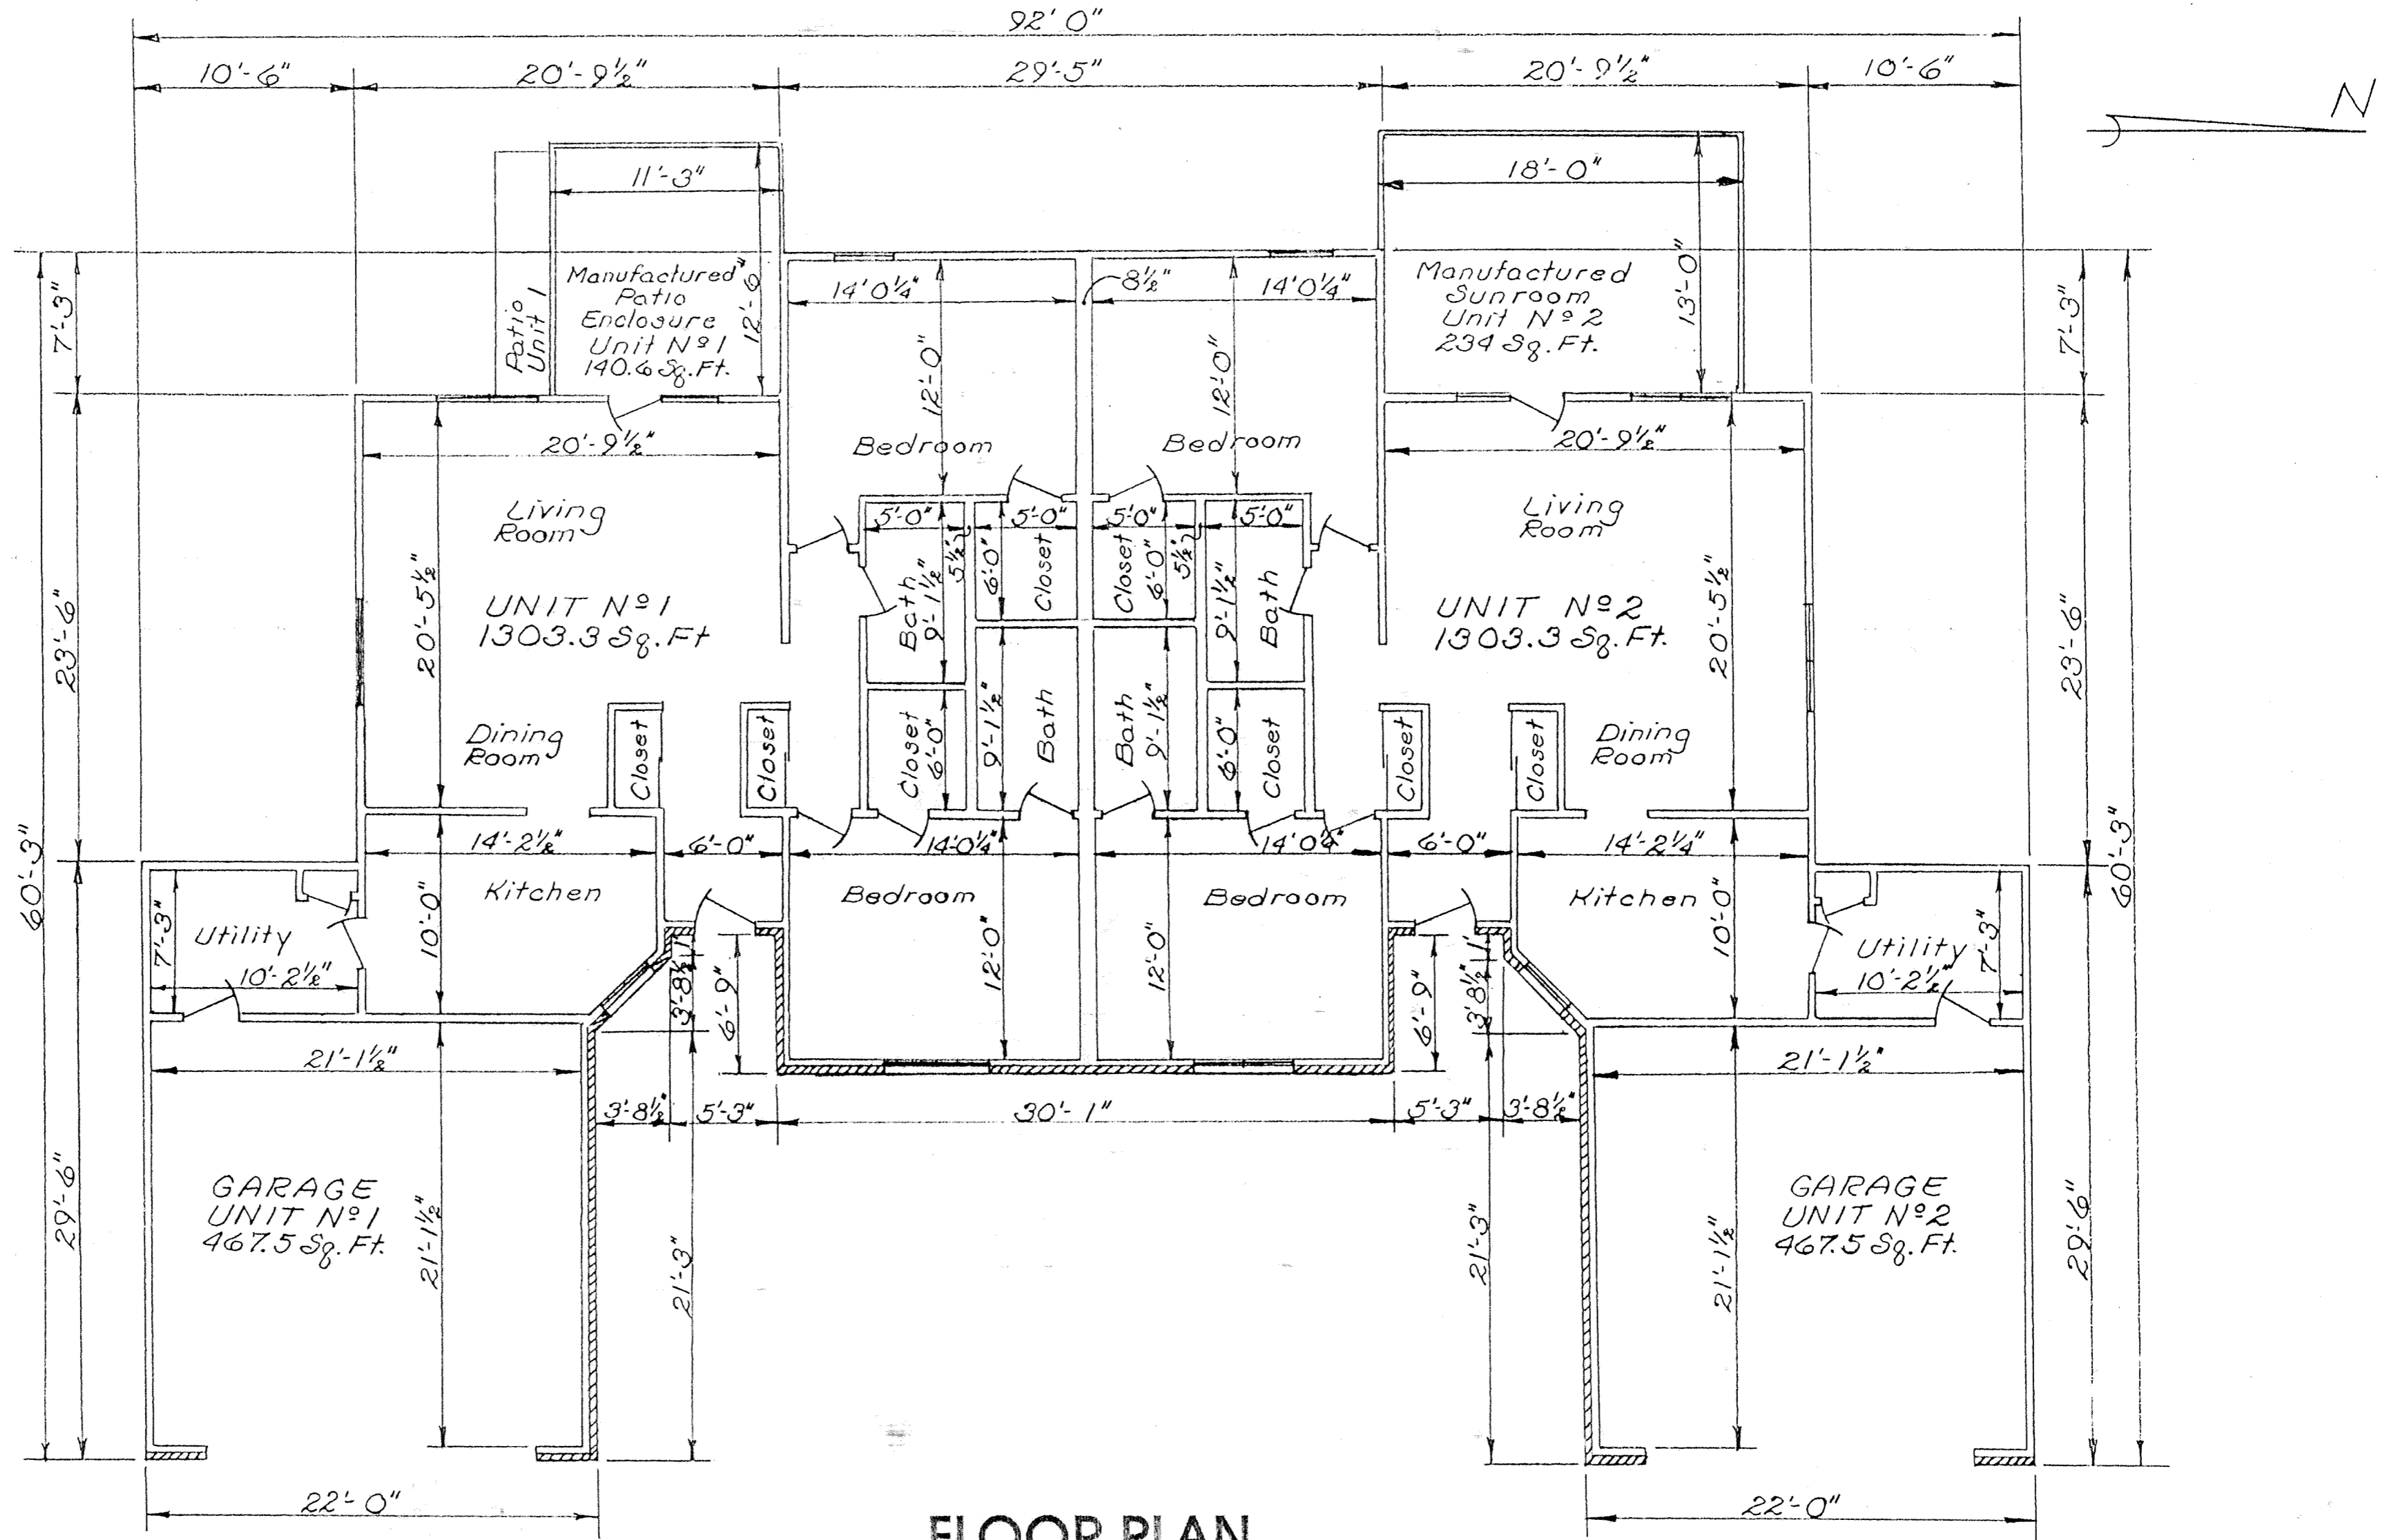 92' 0"
10'-6"
20'-9½"
29'-5"
20'-9½"
10'-6"
N
11'-3"
18'-0"
7'-3"
Patio
Unit 1
Manufactured
Patio
Enclosure
Unit Nº1
140.6 Sq.Ft.
12'-6"
14'0¼"
8½"
14'0¼"
Manufactured
Sunroom
Unit Nº2
234 Sq.Ft.
13'-0"
7'-3"
12'-0"
12'-0"
20'-9½"
Bedroom
Bedroom
20'-9½"
Living
Room
5'-0"
5'-0"
5'-0"
5'-0"
Living
Room
5½"
6'-0"
Closet
Closet
6'-0"
5½"
Bath
9'-1½"
9'-1½"
Bath
23'-6"
20'-5½"
UNIT Nº1
1303.3 Sq.Ft
UNIT Nº2
1303.3 Sq.Ft.
20'-5½"
23'-6"
Dining
Room
Closet
Closet
Closet
6'-0"
9'-1½"
Bath
Bath
9'-1½"
6'-0"
Closet
Closet
Closet
Dining
Room
60'-3"
60'-3"
14'-2½"
6'-0"
14'-0¼"
14'0¼"
6'-0"
14'-2¼"
10'-0"
Kitchen
Bedroom
Bedroom
Kitchen
10'-0"
7'-3"
Utility
10'-2½"
Utility
10'-2½"
7'-3"
1'
3'-8½"
6'-9"
12'-0"
12'-0"
6'-9"
1'
3'8½"
21'-1½"
21'-1½"
3'-8½"
5'-3"
30'-1"
5'-3"
3'-8½"
29'-6"
GARAGE
UNIT Nº1
467.5 Sq.Ft.
21'-1½"
21'-3"
21'-3"
21'-1½"
GARAGE
UNIT Nº2
467.5 Sq.Ft.
29'-6"
22'-0"
22'-0"
FLOOR PLAN